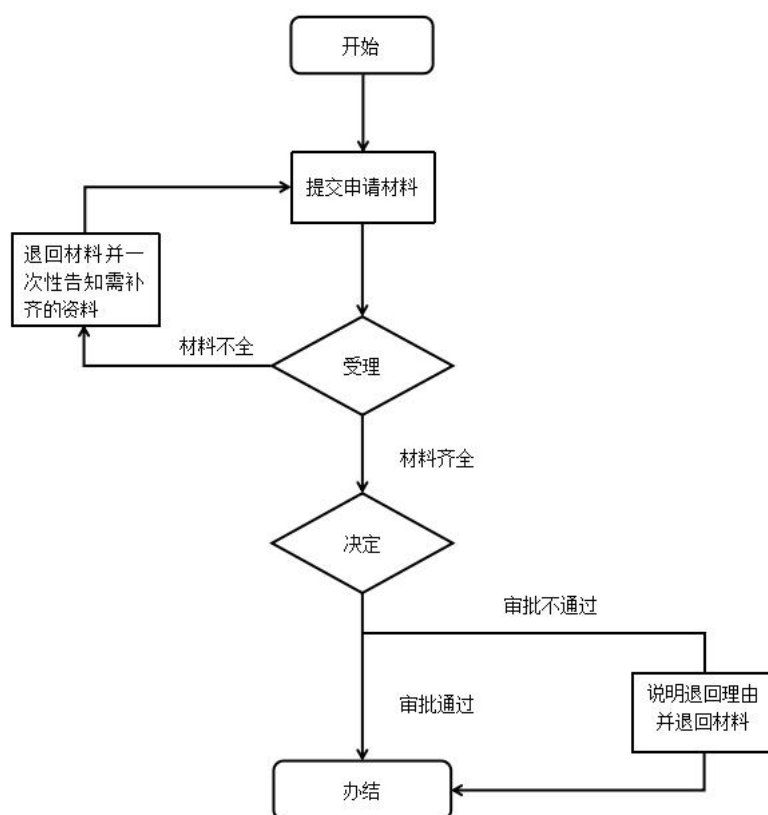 开始
提交申请材料
退回材料并一
次性告知需补
齐的资料
材料不全
受理
材料齐全
决定
审批不通过
审批通过
说明退回理由
并退回材料
办结